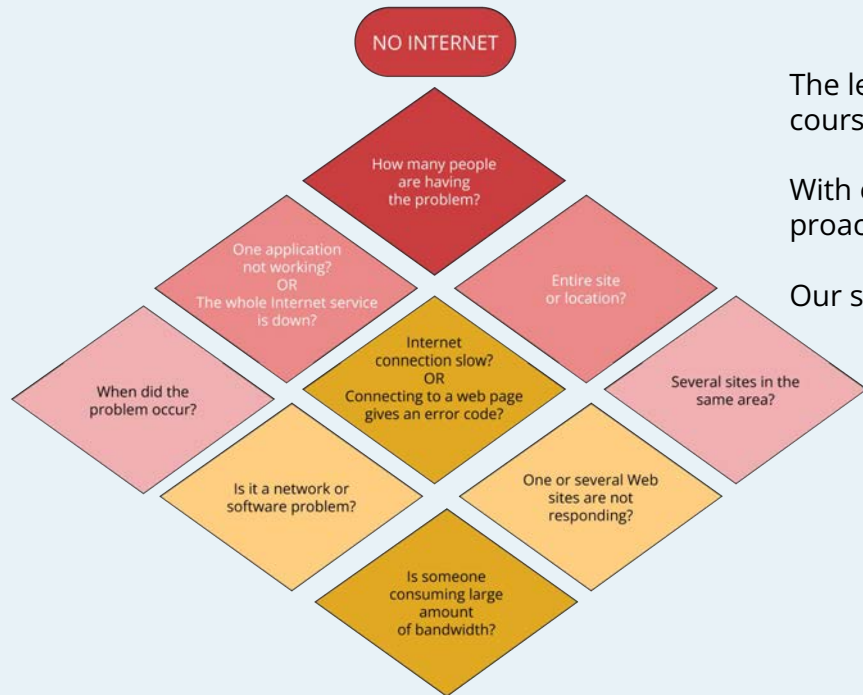 NO INTERNET
How many people
are having
the problem?
One application
not working?
OR
The whole Internet service
is down?
Entire site
or location?
When did the
problem occur?
Internet
connection slow?
OR
Connecting to a web page
gives an error code?
Several sites in the
same area?
Is it a network or
software problem?
One or several Web
sites are not
responding?
Is someone
consuming large
amount
of bandwidth?
The
With
Our